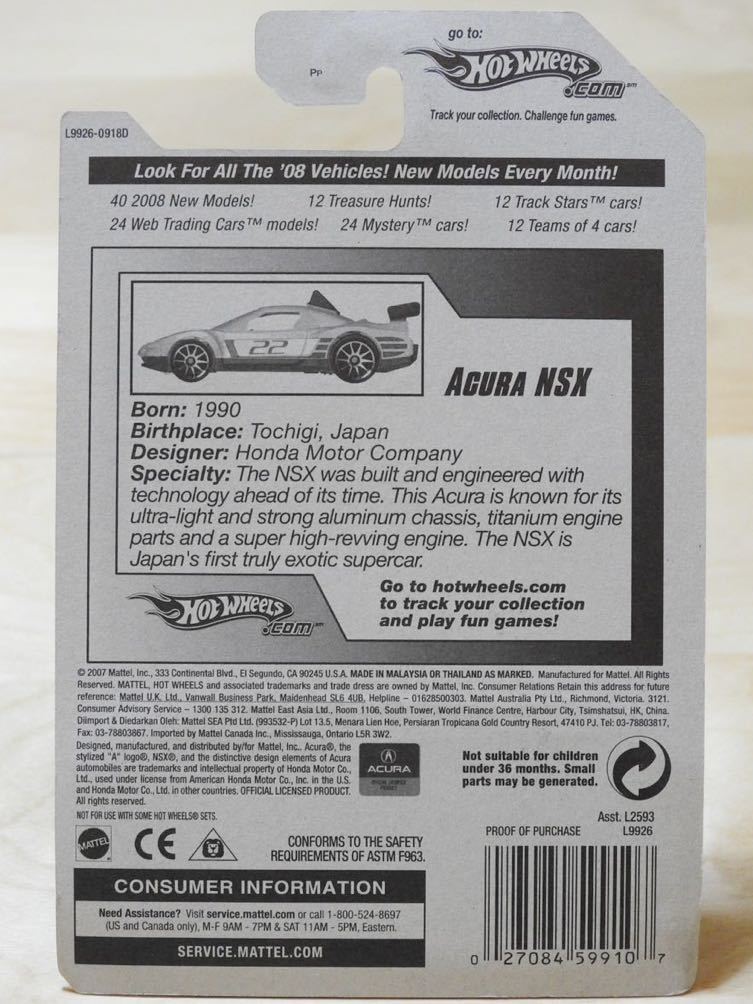 go to:
HOT WHEELS
.COM℠
Track your collection. Challenge fun games.
PP
L9926-0918D
Look For All The '08 Vehicles! New Models Every Month!
40 2008 New Models! 12 Treasure Hunts! 12 Track Stars™ cars!
24 Web Trading Cars™ models! 24 Mystery™ cars! 12 Teams of 4 cars!
22
ACURA NSX
Born: 1990
Birthplace: Tochigi, Japan
Designer: Honda Motor Company
Specialty: The NSX was built and engineered with
technology ahead of its time. This Acura is known for its
ultra-light and strong aluminum chassis, titanium engine
parts and a super high-revving engine. The NSX is
Japan's first truly exotic supercar.
HOT WHEELS
.COM℠
Go to hotwheels.com
to track your collection
and play fun games!
© 2007 Mattel, Inc., 333 Continental Blvd., El Segundo, CA 90245 U.S.A. MADE IN MALAYSIA OR THAILAND AS MARKED. Manufactured for Mattel. All Rights
Reserved. MATTEL, HOT WHEELS and associated trademarks and trade dress are owned by Mattel, Inc. Consumer Relations Retain this address for future
reference: Mattel U.K. Ltd., Vanwall Business Park, Maidenhead SL6 4UB. Helpline – 01628500303. Mattel Australia Pty Ltd., Richmond, Victoria. 3121.
Consumer Advisory Service – 1300 135 312. Mattel East Asia Ltd., Room 1106, South Tower, World Finance Centre, Harbour City, Tsimshatsui, HK, China.
Diimport & Diedarkan Oleh: Mattel SEA Ptd Ltd. (993532-P) Lot 13.5, Menara Lien Hoe, Persiaran Tropicana Gold Country Resort, 47410 PJ. Tel: 03-78803817,
Fax: 03-78803867. Imported by Mattel Canada Inc., Mississauga, Ontario L5R 3W2.
Designed, manufactured, and distributed by/for Mattel, Inc. Acura®, the
stylized "A" logo®, NSX®, and the distinctive design elements of Acura
automobiles are trademarks and intellectual property of Honda Motor Co.,
Ltd., used under license from American Honda Motor Co., Inc. in the U.S.
and Honda Motor Co., Ltd. in other countries. OFFICIAL LICENSED PRODUCT.
All rights reserved.
ACURA
Not suitable for children
under 36 months. Small
parts may be generated.
NOT FOR USE WITH SOME HOT WHEELS® SETS.
MATTEL
CE
CONFORMS TO THE SAFETY
REQUIREMENTS OF ASTM F963.
Asst. L2593
PROOF OF PURCHASE L9926
CONSUMER INFORMATION
Need Assistance? Visit service.mattel.com or call 1-800-524-8697
(US and Canada only), M-F 9AM - 7PM & SAT 11AM - 5PM, Eastern.
SERVICE.MATTEL.COM
0 27084 59910 7